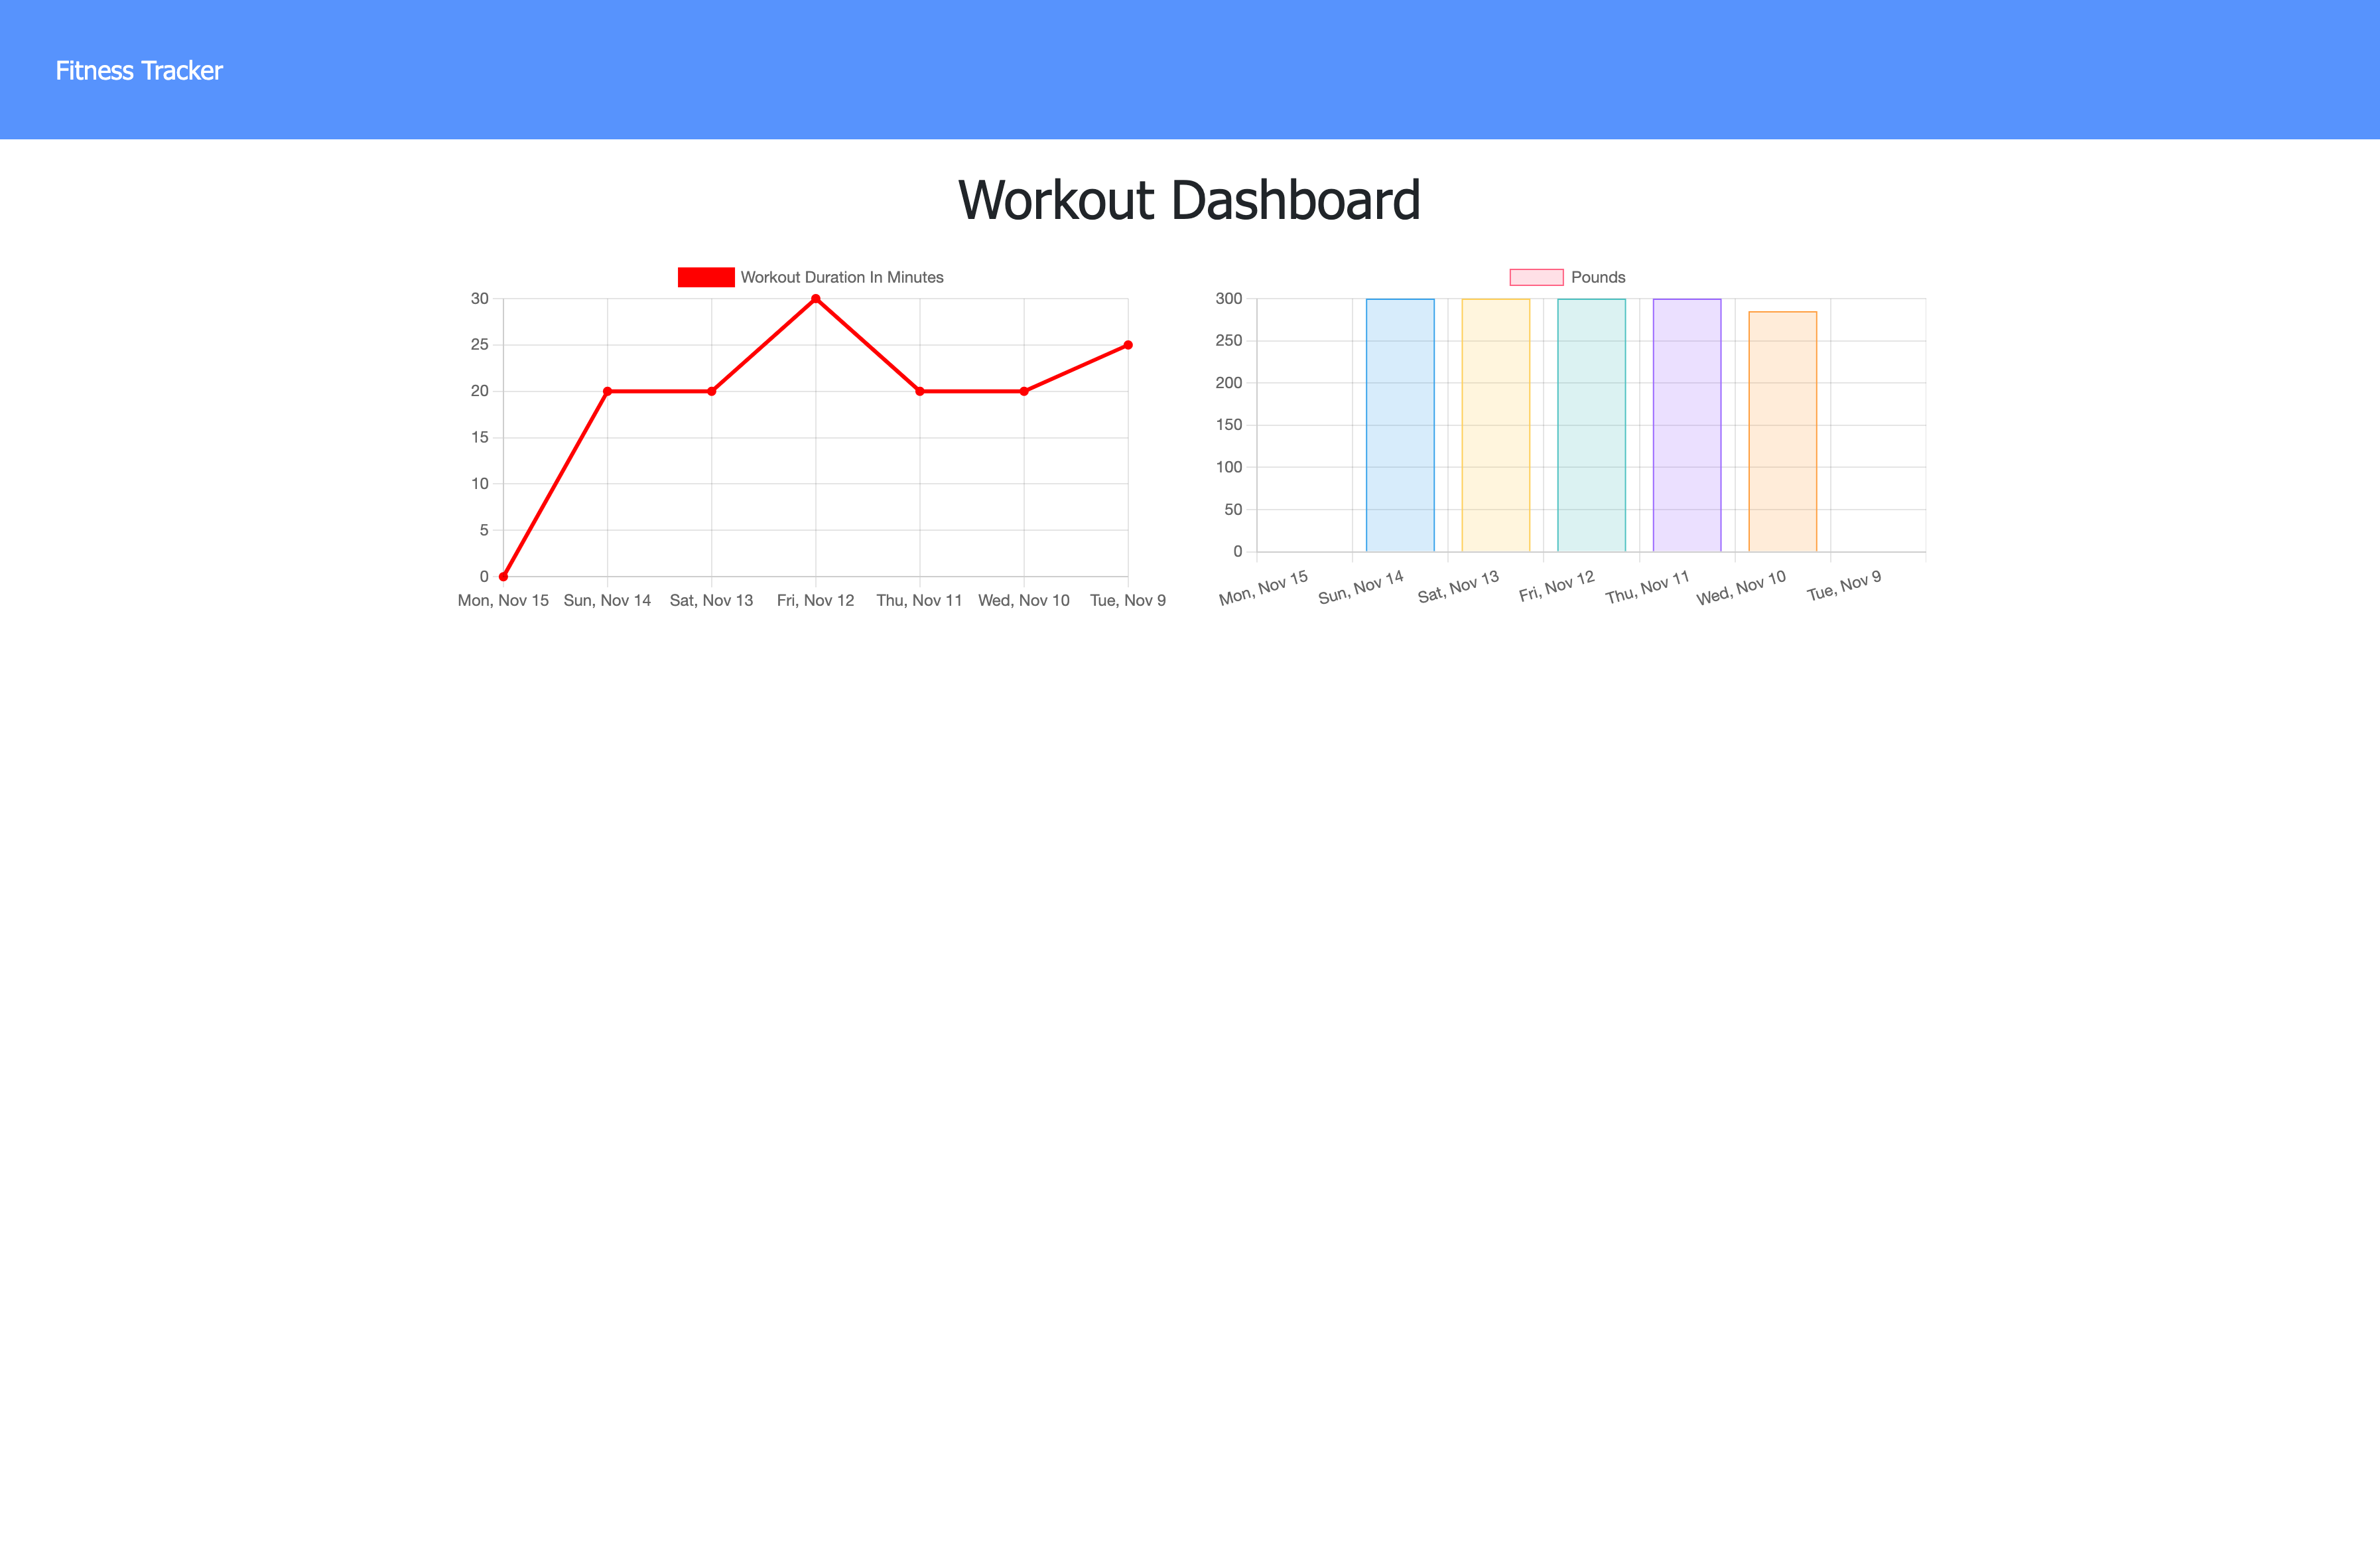 Fitness Tracker
Workout Dashboard
Workout Duration In Minutes
30
25
20
15
10
5
0
Mon, Nov 15 Sun, Nov 14 Sat, Nov 13 Fri, Nov 12 Thu, Nov 11 Wed, Nov 10 Tue, Nov 9
Pounds
300
250
200
150
100
50
0
Mon, Nov 15 Sun, Nov 14 Sat, Nov 13 Fri, Nov 12 Thu, Nov 11 Wed, Nov 10 Tue, Nov 9